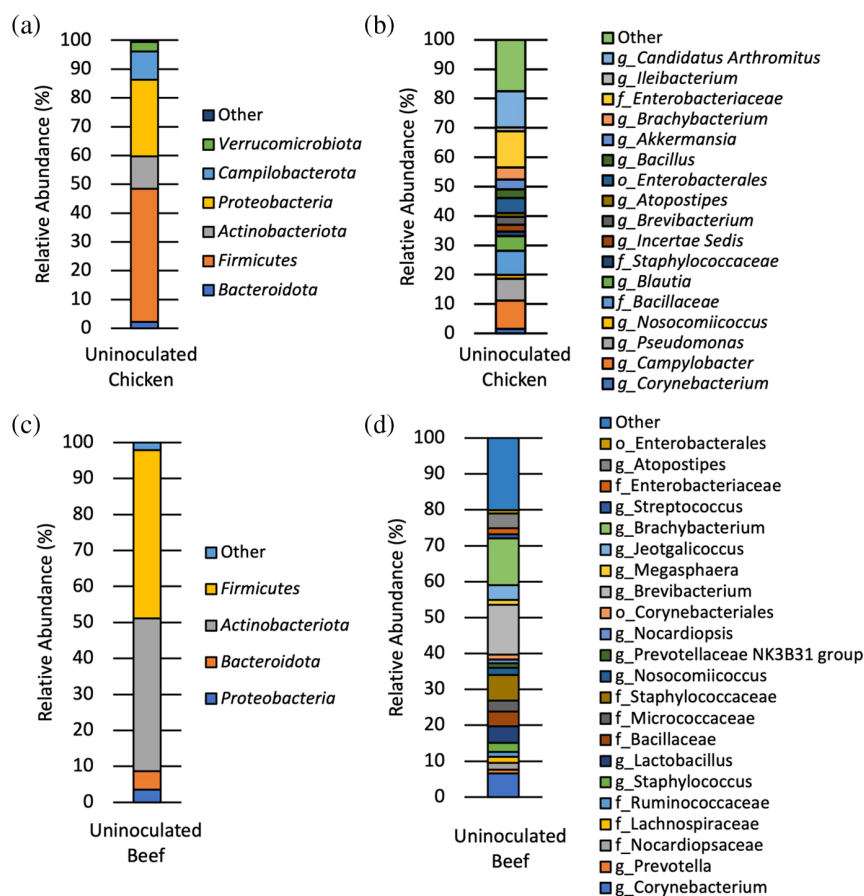 (a)
100
90
80
70
60
50
40
30
20
10
0
Relative Abundance (%)
Uninoculated
Chicken
Other
Verrucomicrobiota
Campilobacterota
Proteobacteria
Actinobacteriota
Firmicutes
Bacteroidota
(b)
100
90
80
70
60
50
40
30
20
10
0
Relative Abundance (%)
Uninoculated
Chicken
Other
g_Candidatus Arthromitus
g_Ileibacterium
f_Enterobacteriaceae
g_Brachybacterium
g_Akkermansia
g_Bacillus
o_Enterobacterales
g_Atopostipes
g_Brevibacterium
g_Incertae Sedis
f_Staphylococcaceae
g_Blautia
f_Bacillaceae
g_Nosocomiicoccus
g_Pseudomonas
g_Campylobacter
g_Corynebacterium
(c)
100
90
80
70
60
50
40
30
20
10
0
Relative Abundance (%)
Uninoculated
Beef
Other
Firmicutes
Actinobacteriota
Bacteroidota
Proteobacteria
(d)
100
90
80
70
60
50
40
30
20
10
0
Relative Abundance (%)
Uninoculated
Beef
Other
o_Enterobacterales
g_Atopostipes
f_Enterobacteriaceae
g_Streptococcus
g_Brachybacterium
g_Jeotgalicoccus
g_Megasphaera
g_Brevibacterium
o_Corynebacteriales
g_Nocardiopsis
g_Prevotellaceae NK3B31 group
g_Nosocomiicoccus
f_Staphylococcaceae
f_Micrococcaceae
f_Bacillaceae
g_Lactobacillus
g_Staphylococcus
f_Ruminococcaceae
f_Lachnospiraceae
f_Nocardiopsaceae
g_Prevotella
g_Corynebacterium